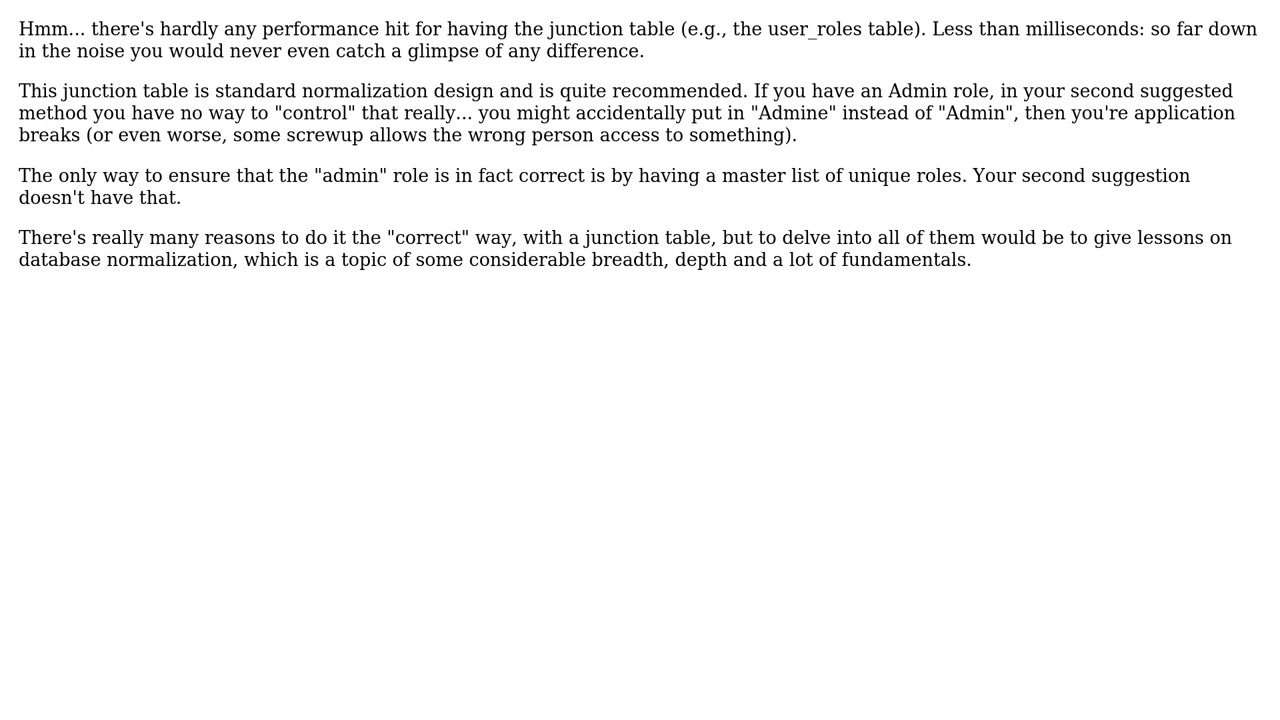 Hmm... there's hardly any performance hit for having the junction table (e.g., the user_roles table). Less than milliseconds: so far down
in the noise you would never even catch a glimpse of any difference.
This junction table is standard normalization design and is quite recommended. If you have an Admin role, in your second suggested
method you have no way to "control" that really... you might accidentally put in "Admine" instead of "Admin", then you're application
breaks (or even worse, some screwup allows the wrong person access to something).
The only way to ensure that the "admin" role is in fact correct is by having a master list of unique roles. Your second suggestion
doesn't have that.
There's really many reasons to do it the "correct" way, with a junction table, but to delve into all of them would be to give lessons on
database normalization, which is a topic of some considerable breadth, depth and a lot of fundamentals.